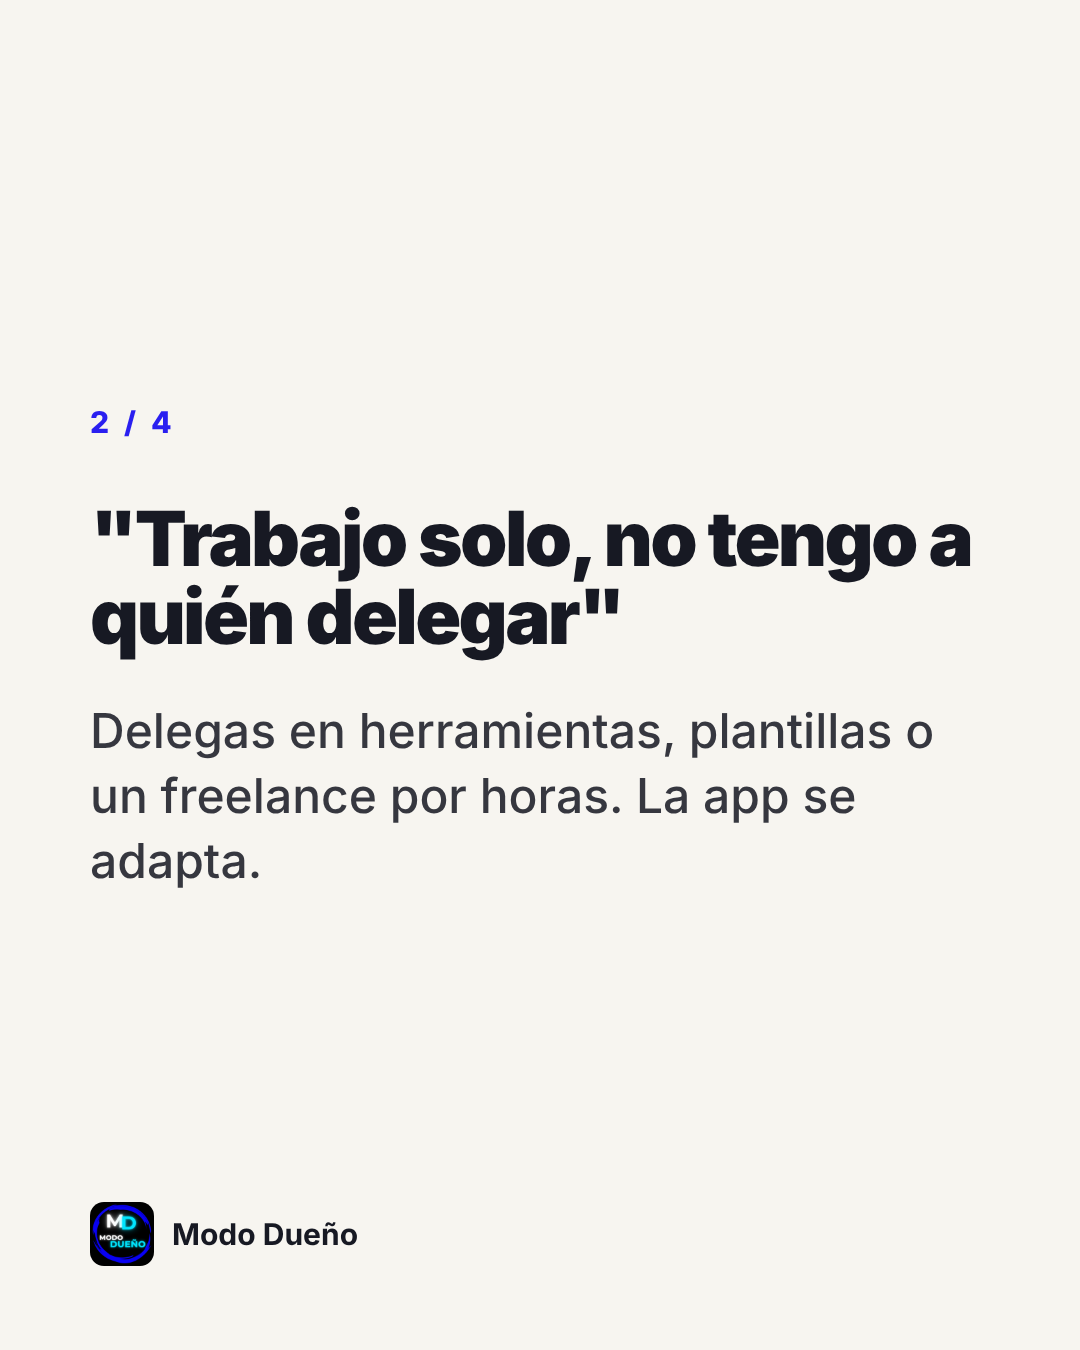 2 / 4
"Trabajo solo, no tengo a
quién delegar"
Delegas en herramientas, plantillas o
un freelance por horas. La app se
adapta.
MD
MODO
DUEÑO
Modo Dueño